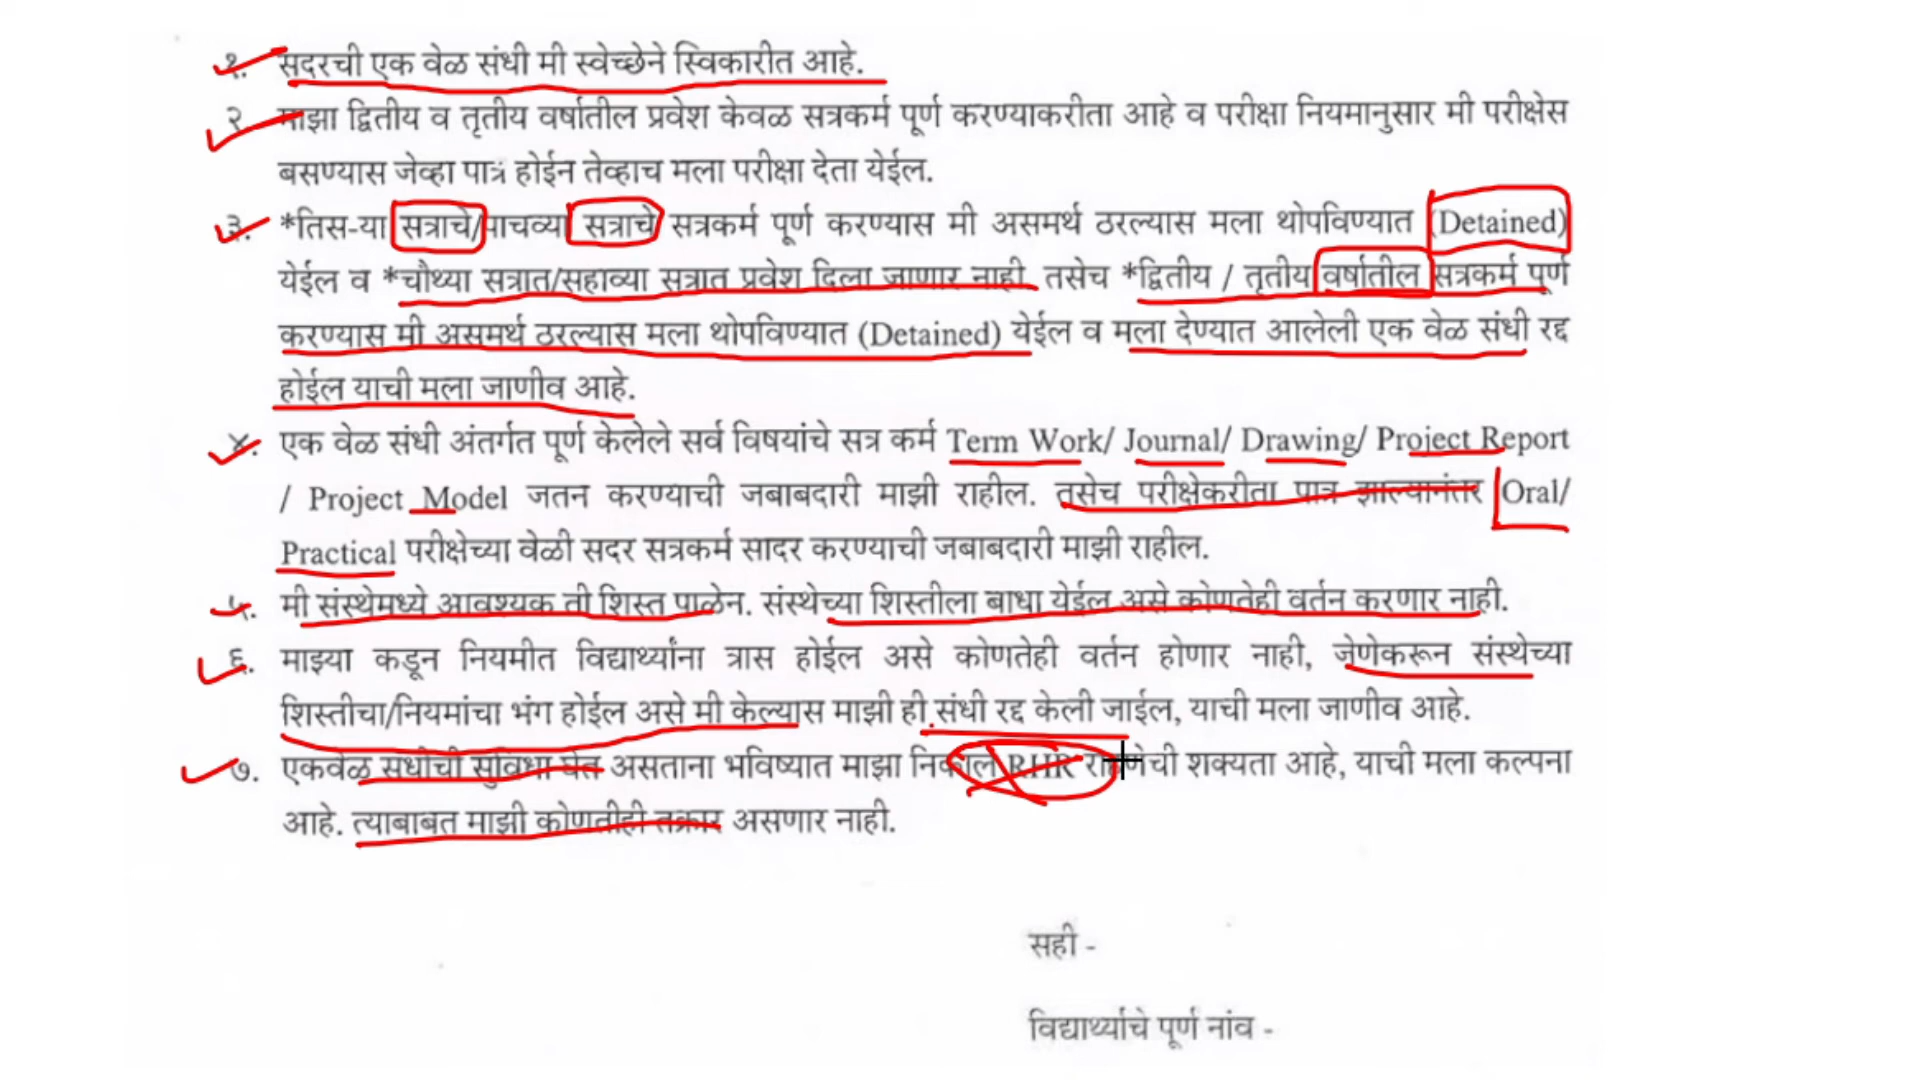 १. सदरची एक वेळ संधी मी स्वेच्छेने स्विकारीत आहे.
२. माझा द्वितीय व तृतीय वर्षातील प्रवेश केवळ सत्रकर्म पूर्ण करण्याकरीता आहे व परीक्षा नियमानुसार मी परीक्षेस
बसण्यास जेव्हा पात्र होईन तेव्हाच मला परीक्षा देता येईल.
३. *तिस-या सत्राचे/पाचव्या सत्राचे सत्रकर्म पूर्ण करण्यास मी असमर्थ ठरल्यास मला थोपविण्यात (Detained)
येईल व *चौथ्या सत्रात/सहाव्या सत्रात प्रवेश दिला जाणार नाही. तसेच *द्वितीय / तृतीय वर्षातील सत्रकर्म पूर्ण
करण्यास मी असमर्थ ठरल्यास मला थोपविण्यात (Detained) येईल व मला देण्यात आलेली एक वेळ संधी रद्द
होईल याची मला जाणीव आहे.
४. एक वेळ संधी अंतर्गत पूर्ण केलेले सर्व विषयांचे सत्र कर्म Term Work/ Journal/ Drawing/ Project Report
/ Project Model जतन करण्याची जबाबदारी माझी राहील. तसेच परीक्षेकरीता पात्र झाल्यानंतर Oral/
Practical परीक्षेच्या वेळी सदर सत्रकर्म सादर करण्याची जबाबदारी माझी राहील.
५. मी संस्थेमध्ये आवश्यक ती शिस्त पाळेन. संस्थेच्या शिस्तीला बाधा येईल असे कोणतेही वर्तन करणार नाही.
६. माझ्या कडून नियमीत विद्यार्थ्यांना त्रास होईल असे कोणतेही वर्तन होणार नाही, जेणेकरून संस्थेच्या
शिस्तीचा/नियमांचा भंग होईल असे मी केल्यास माझी ही संधी रद्द केली जाईल, याची मला जाणीव आहे.
७. एकवेळ संधीची सुविधा घेत असताना भविष्यात माझा निकाल RHR राहणेची शक्यता आहे, याची मला कल्पना
आहे. त्याबाबत माझी कोणतीही तक्रार असणार नाही.
सही -
विद्यार्थ्याचे पूर्ण नांव -